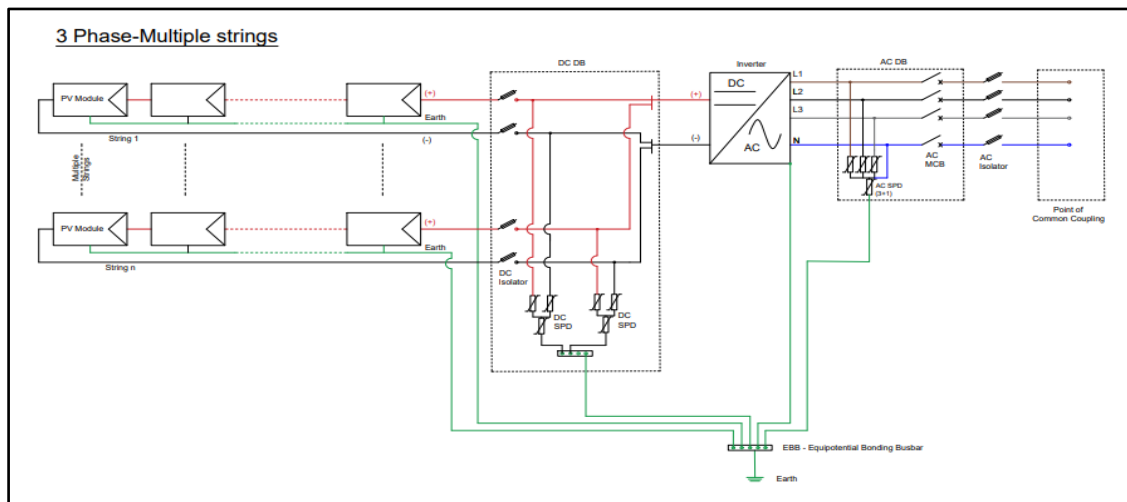 3 Phase-Multiple strings
DC DB
Inverter
AC DB
PV Module
(+)
Earth
String 1
(-)
(+)
(-)
DC
AC
L1
L2
L3
N
Multiple
Strings
AC SPD
(3+1)
AC
MCB
AC
Isolator
Point of
Common Coupling
PV Module
(+)
Earth
String n
DC
Isolator
DC
SPD
DC
SPD
EBB - Equipotential Bonding Busbar
Earth